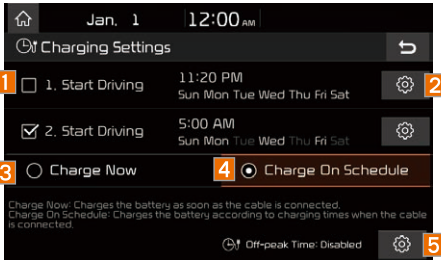 Jan. 1 12:00 AM
Charging Settings
1 1. Start Driving 11:20 PM 2
Sun Mon Tue Wed Thu Fri Sat
2. Start Driving 5:00 AM
Sun Mon Tue Wed Thu Fri Sat
3 Charge Now 4 Charge On Schedule
Charge Now: Charges the battery as soon as the cable is connected.
Charge On Schedule: Charges the battery according to charging times when the cable
is connected.
Off-peak Time: Disabled 5